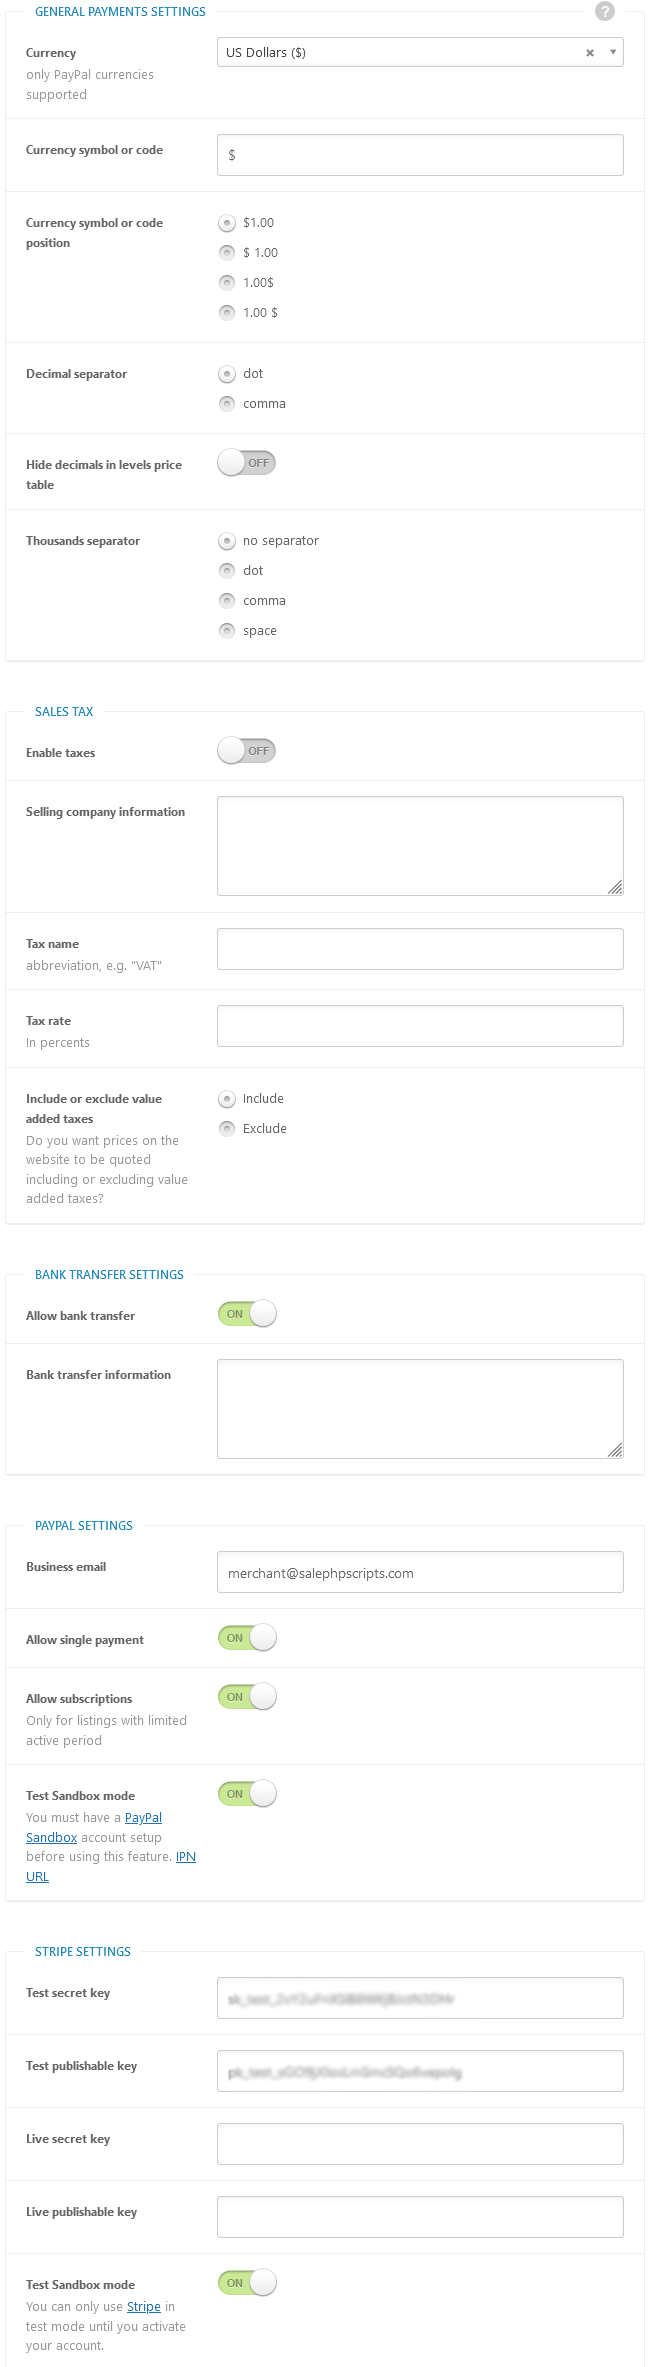 GENERAL PAYMENTS SETTINGS
?
Currency
US Dollars ($)
only PayPal currencies
supported
Currency symbol or code
$
Currency symbol or code
position
$1.00
$ 1.00
1.00$
1.00 $
Decimal separator
dot
comma
Hide decimals in levels price
table
OFF
Thousands separator
no separator
dot
comma
space
SALES TAX
Enable taxes
OFF
Selling company information
Tax name
abbreviation, e.g. "VAT"
Tax rate
In percents
Include or exclude value
added taxes
Include
Exclude
Do you want prices on the
website to be quoted
including or excluding value
added taxes?
BANK TRANSFER SETTINGS
Allow bank transfer
ON
Bank transfer information
PAYPAL SETTINGS
Business email
merchant@salephpscripts.com
Allow single payment
ON
Allow subscriptions
ON
Only for listings with limited
active period
Test Sandbox mode
ON
You must have a PayPal
Sandbox account setup
before using this feature. IPN
URL
STRIPE SETTINGS
Test secret key
Test publishable key
Live secret key
Live publishable key
Test Sandbox mode
ON
You can only use Stripe in
test mode until you activate
your account.